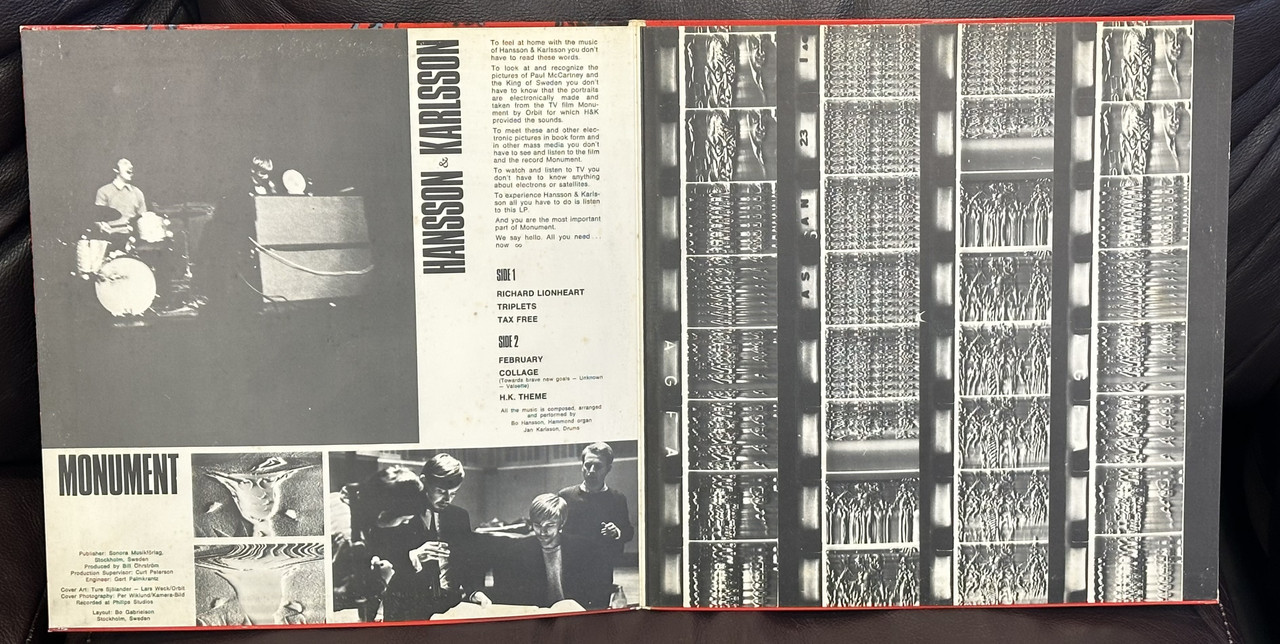 HANSSON & KARLSSON
To feel at home with the music
of Hansson & Karlsson you don't
have to read these words.
To look at and recognize the
pictures of Paul McCartney and
the King of Sweden you don't
have to know that the portraits
are electronically made and
taken from the TV film Monu-
ment by Orbit for which H&K
provided the sounds.
To meet these and other elec-
tronic pictures in book form and
in other mass media you don't
have to see and listen to the film
and the record Monument.
To watch and listen to TV you
don't have to know anything
about electrons or satellites.
To experience Hansson & Karls-
son all you have to do is listen
to this LP.
And you are the most important
part of Monument.
We say hello. All you need...
now ∞
SIDE 1
RICHARD LIONHEART
TRIPLETS
TAX FREE
SIDE 2
FEBRUARY
COLLAGE
(Towards brave new goals — Unknown
— Valsette)
H.K. THEME
All the music is composed, arranged
and performed by
Bo Hansson, Hammond organ
Jan Karlsson, Drums
MONUMENT
Publisher: Sonora Musikförlag,
Stockholm, Sweden
Produced by Bill Öhrström
Production Supervisor: Curt Peterson
Engineer: Gert Palmkrantz
Cover Art: Ture Sjölander — Lars Weck/Orbit
Cover Photography: Per Wiklund/Kamera-Bild
Recorded at Philips Studios
Layout: Bo Gabrielson
Stockholm, Sweden
AG
FA
23